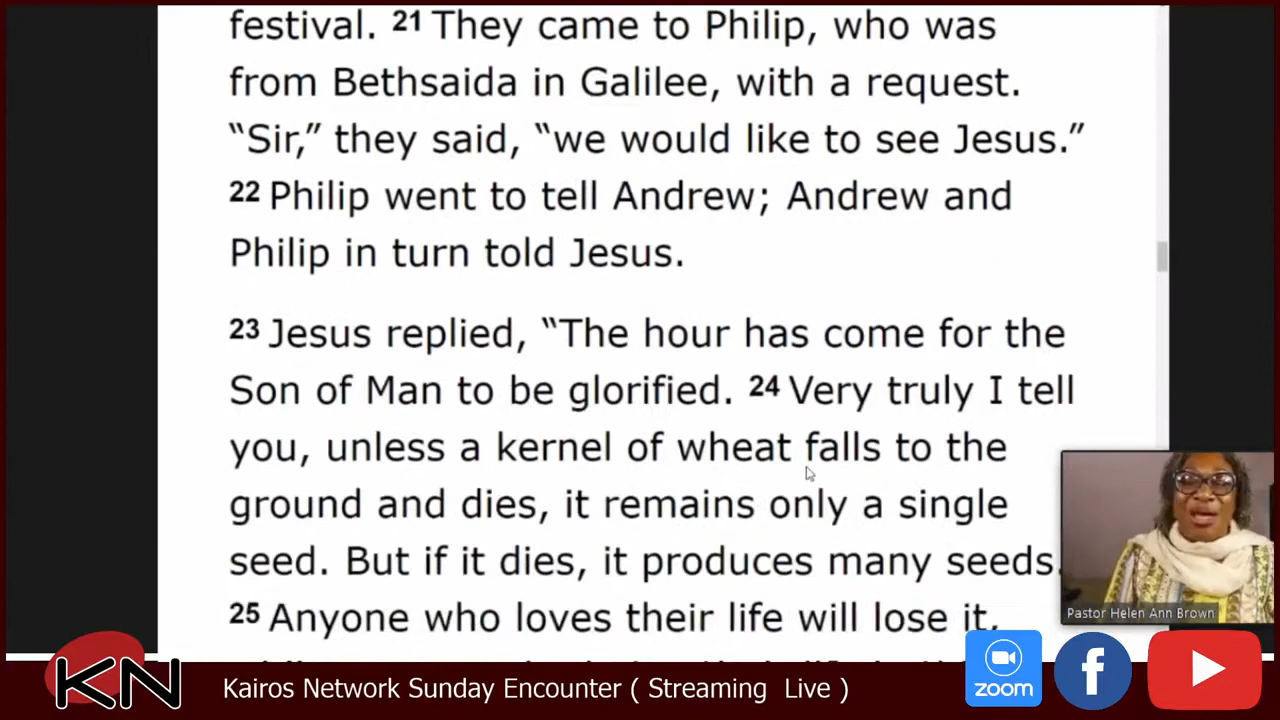 festival. 21 They came to Philip, who was
from Bethsaida in Galilee, with a request.
“Sir,” they said, “we would like to see Jesus.”
22 Philip went to tell Andrew; Andrew and
Philip in turn told Jesus.
23 Jesus replied, “The hour has come for the
Son of Man to be glorified. 24 Very truly I tell
you, unless a kernel of wheat falls to the
ground and dies, it remains only a single
seed. But if it dies, it produces many seeds.
25 Anyone who loves their life will lose it,
Pastor Helen Ann Brown
KN
Kairos Network Sunday Encounter ( Streaming Live )
zoom
f